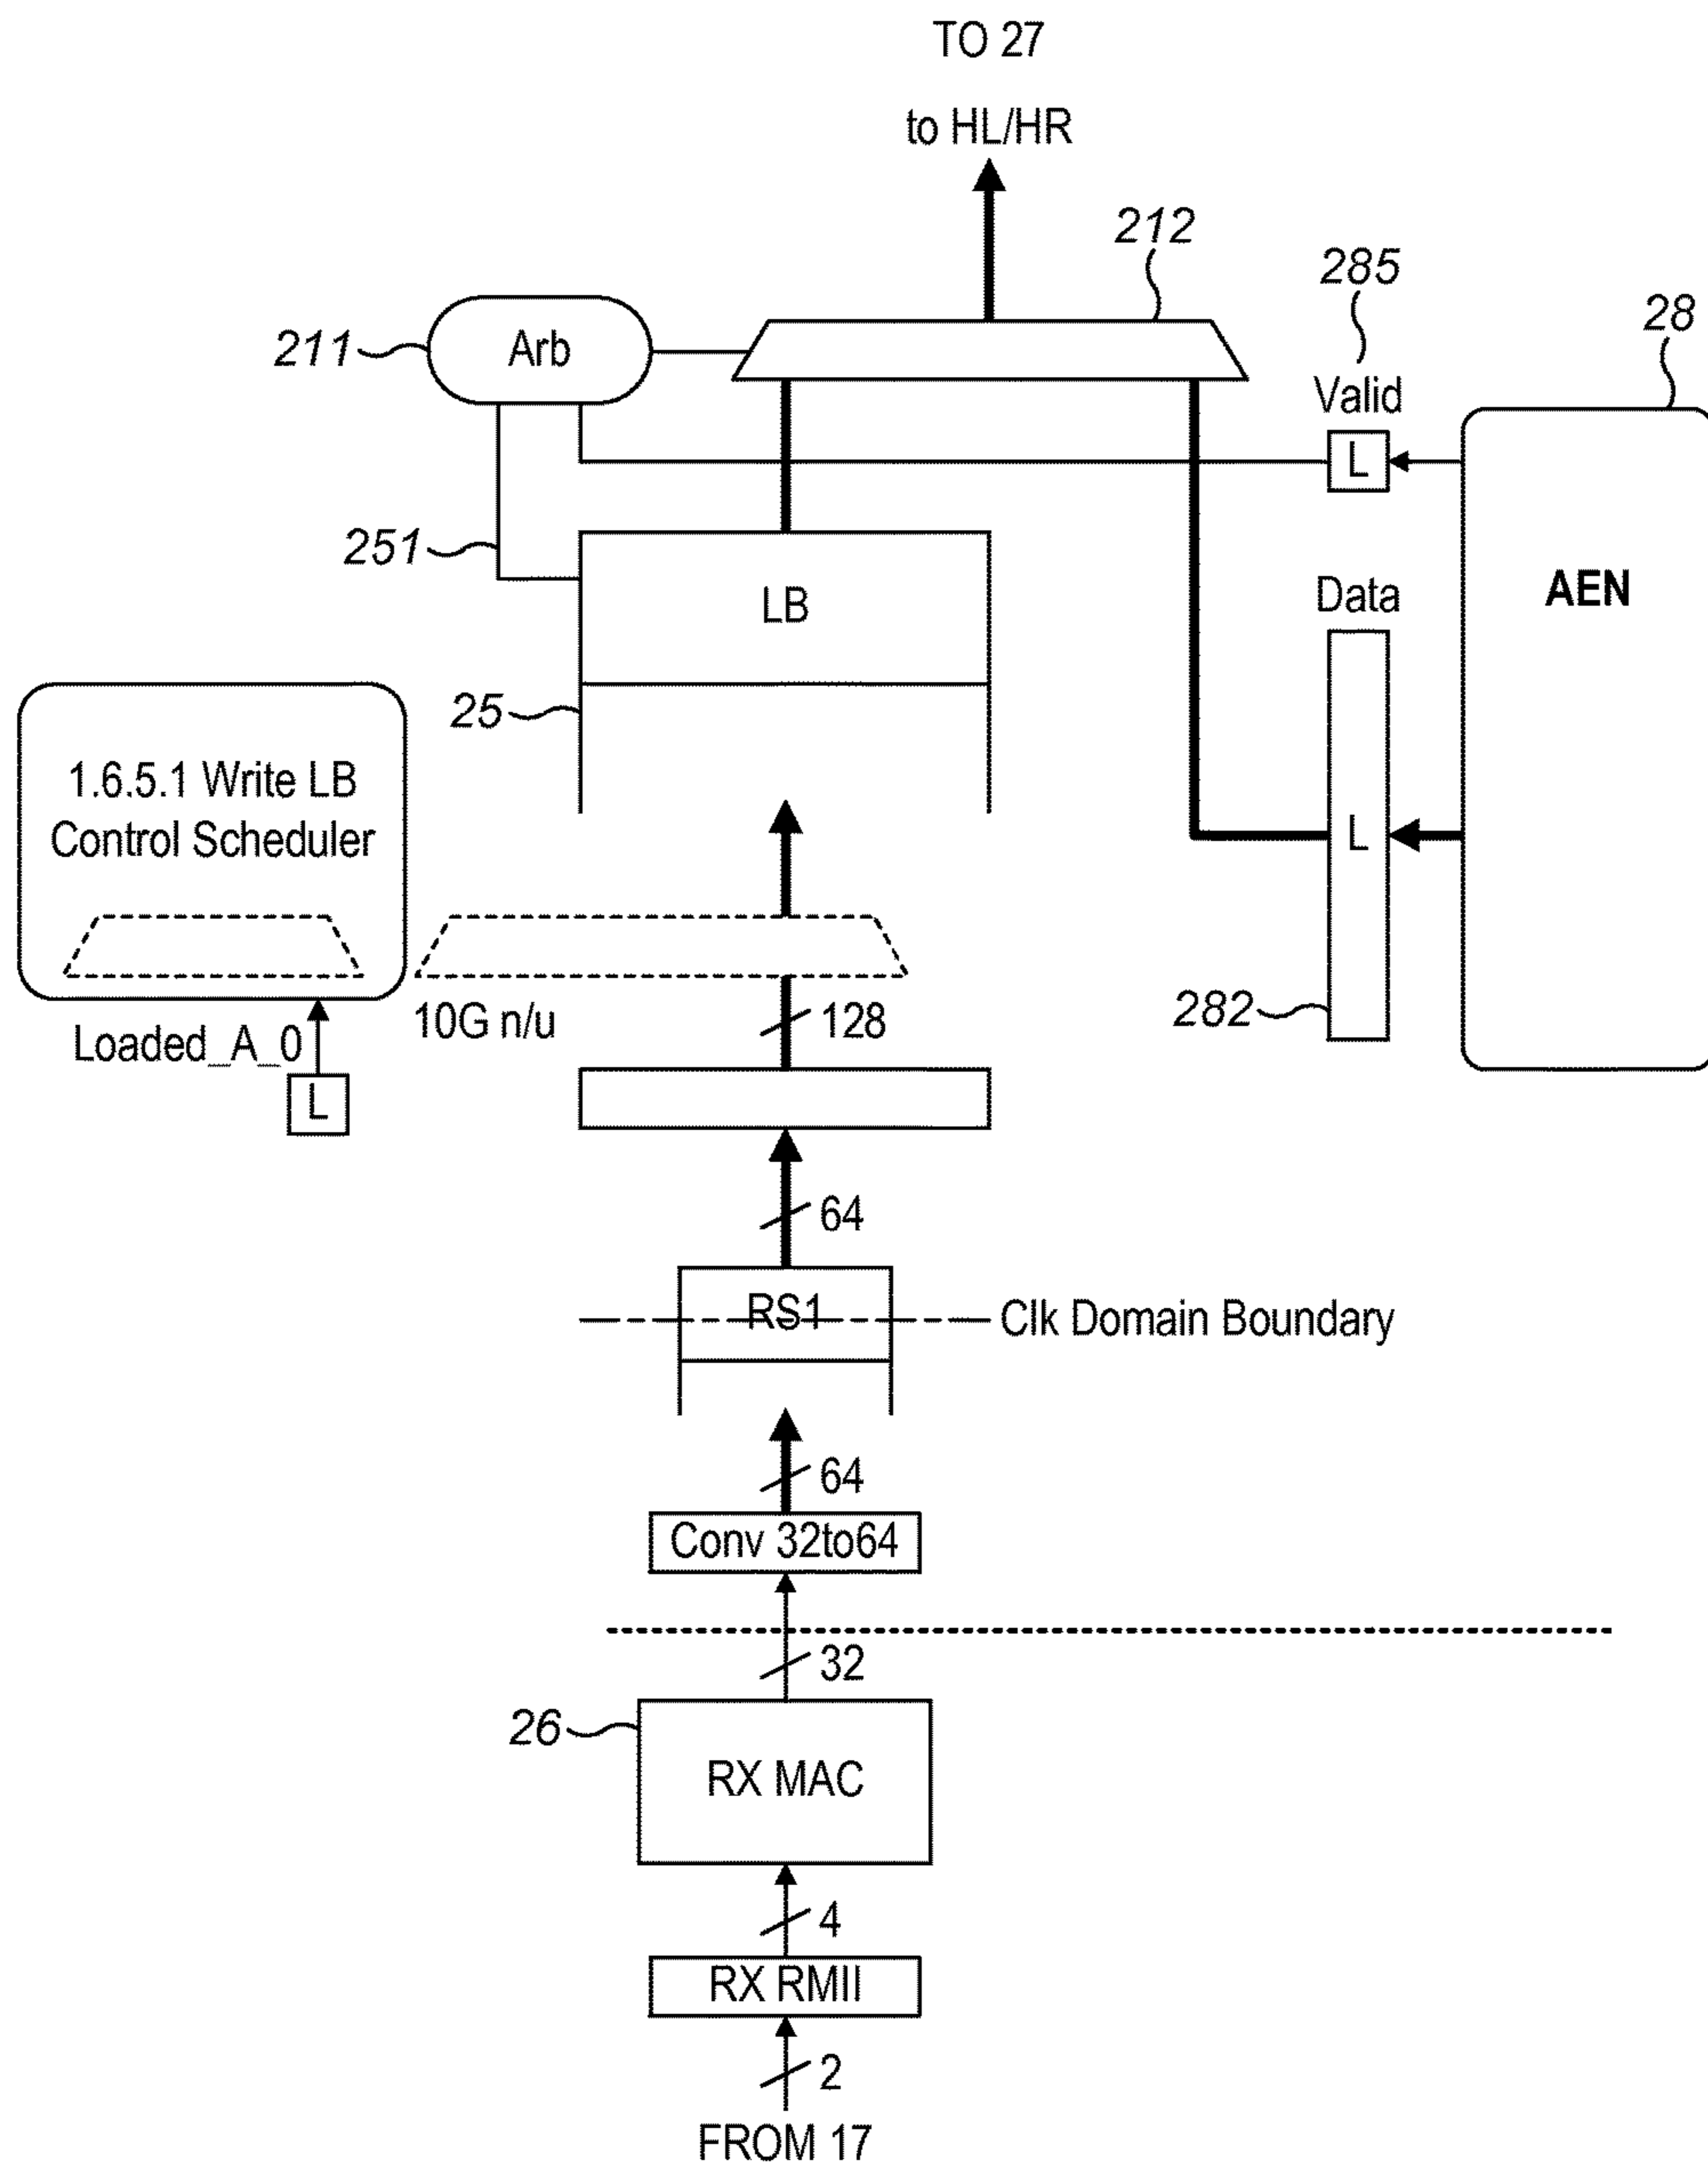 TO 27
to HL/HR
212
285
28
211
Arb
Valid
L
251
LB
Data
AEN
25
1.6.5.1 Write LB
Control Scheduler
L
282
10G n/u
128
Loaded_A_0
L
64
RS1
Clk Domain Boundary
64
Conv 32to64
32
26
RX MAC
4
RX RMII
2
FROM 17